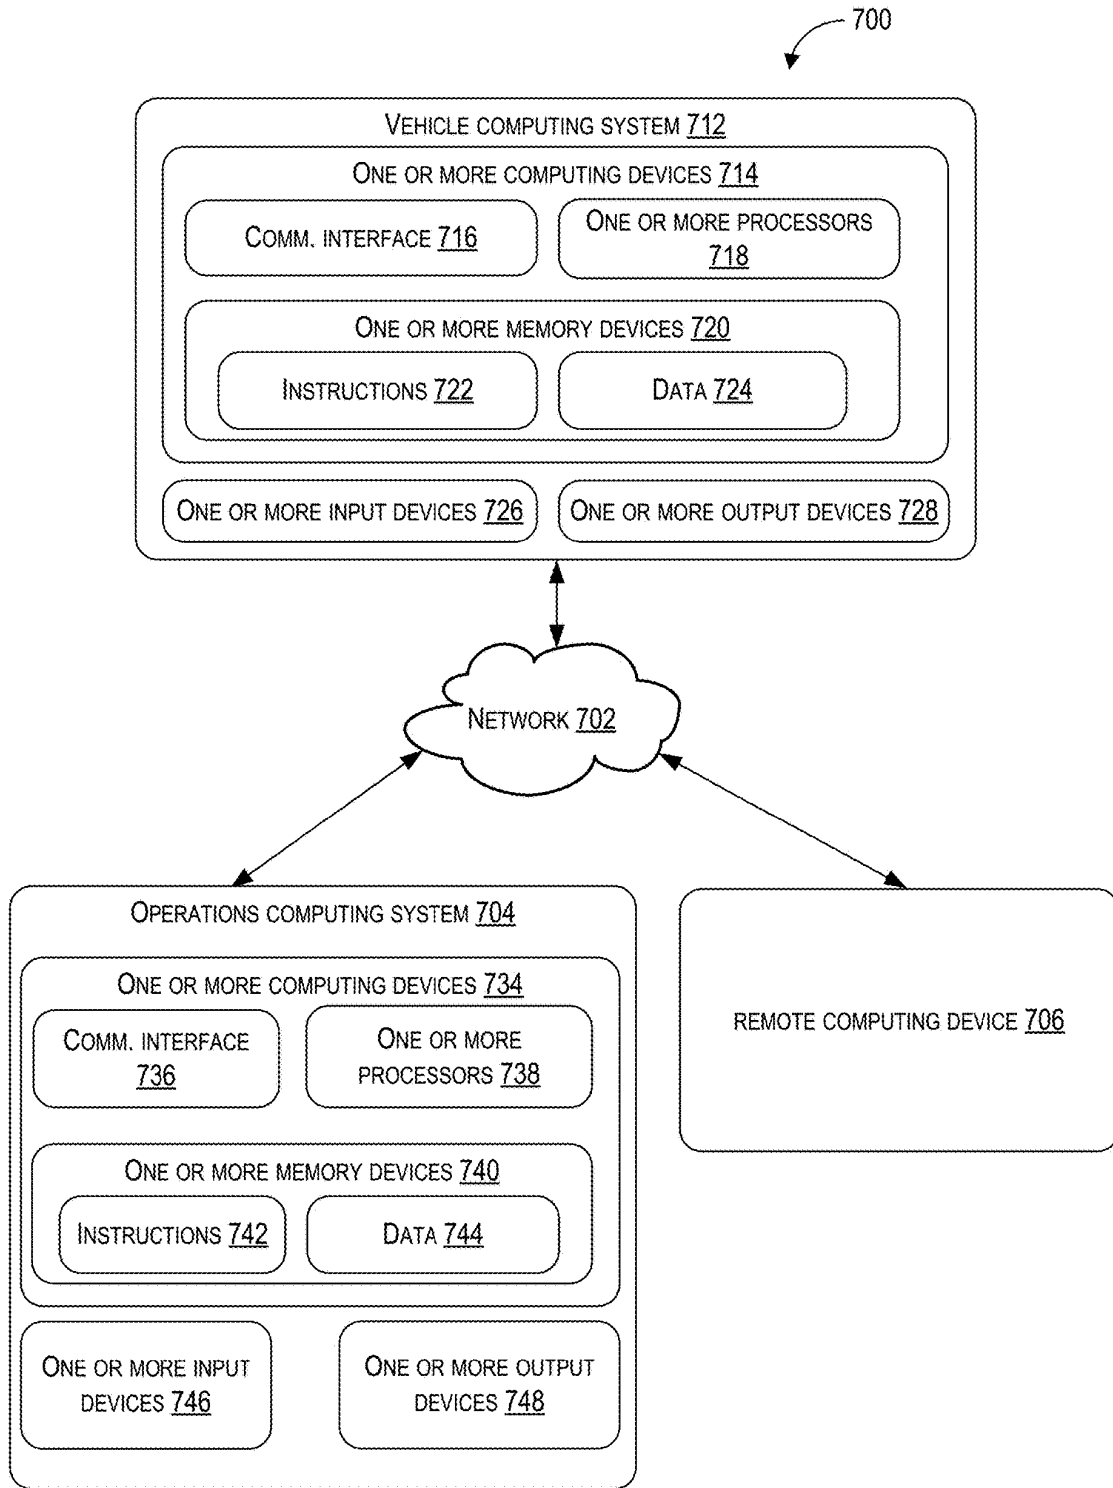 700
Vehicle computing system 712
One or more computing devices 714
Comm. interface 716
One or more processors
718
One or more memory devices 720
Instructions 722
Data 724
One or more input devices 726
One or more output devices 728
Network 702
Operations computing system 704
One or more computing devices 734
Comm. interface
736
One or more
processors 738
One or more memory devices 740
Instructions 742
Data 744
One or more input
devices 746
One or more output
devices 748
remote computing device 706